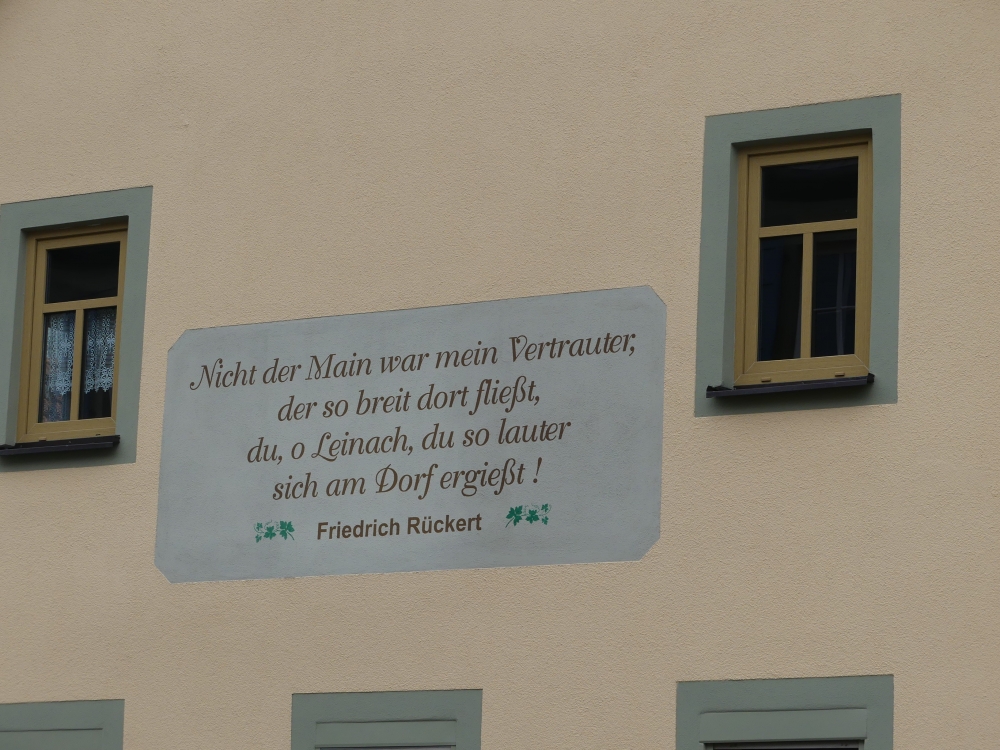 Nicht der Main war mein Vertrauter,
der so breit dort fließt,
du, o Leinach, du so lauter
sich am Dorf ergießt !
Friedrich Rückert